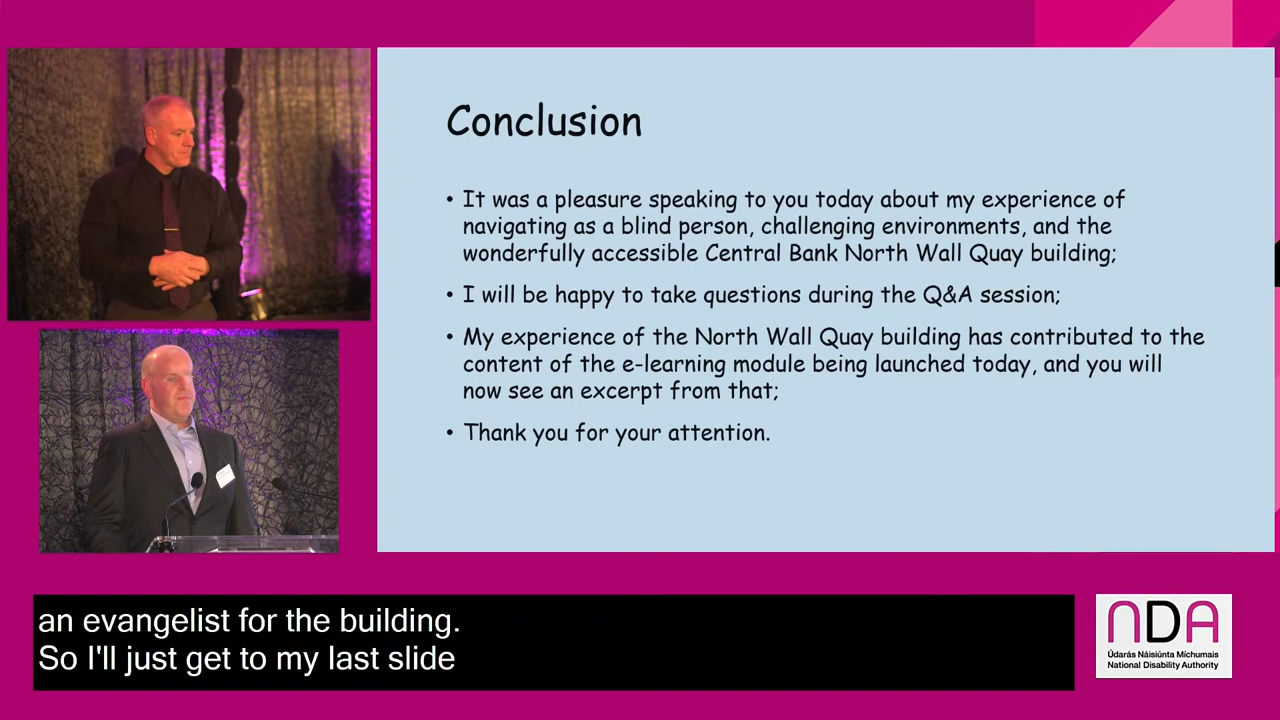 Conclusion
• It was a pleasure speaking to you today about my experience of
navigating as a blind person, challenging environments, and the
wonderfully accessible Central Bank North Wall Quay building;
• I will be happy to take questions during the Q&A session;
• My experience of the North Wall Quay building has contributed to the
content of the e-learning module being launched today, and you will
now see an excerpt from that;
• Thank you for your attention.
an evangelist for the building.
So I'll just get to my last slide
NDA
Údarás Náisiúnta Míchumais
National Disability Authority